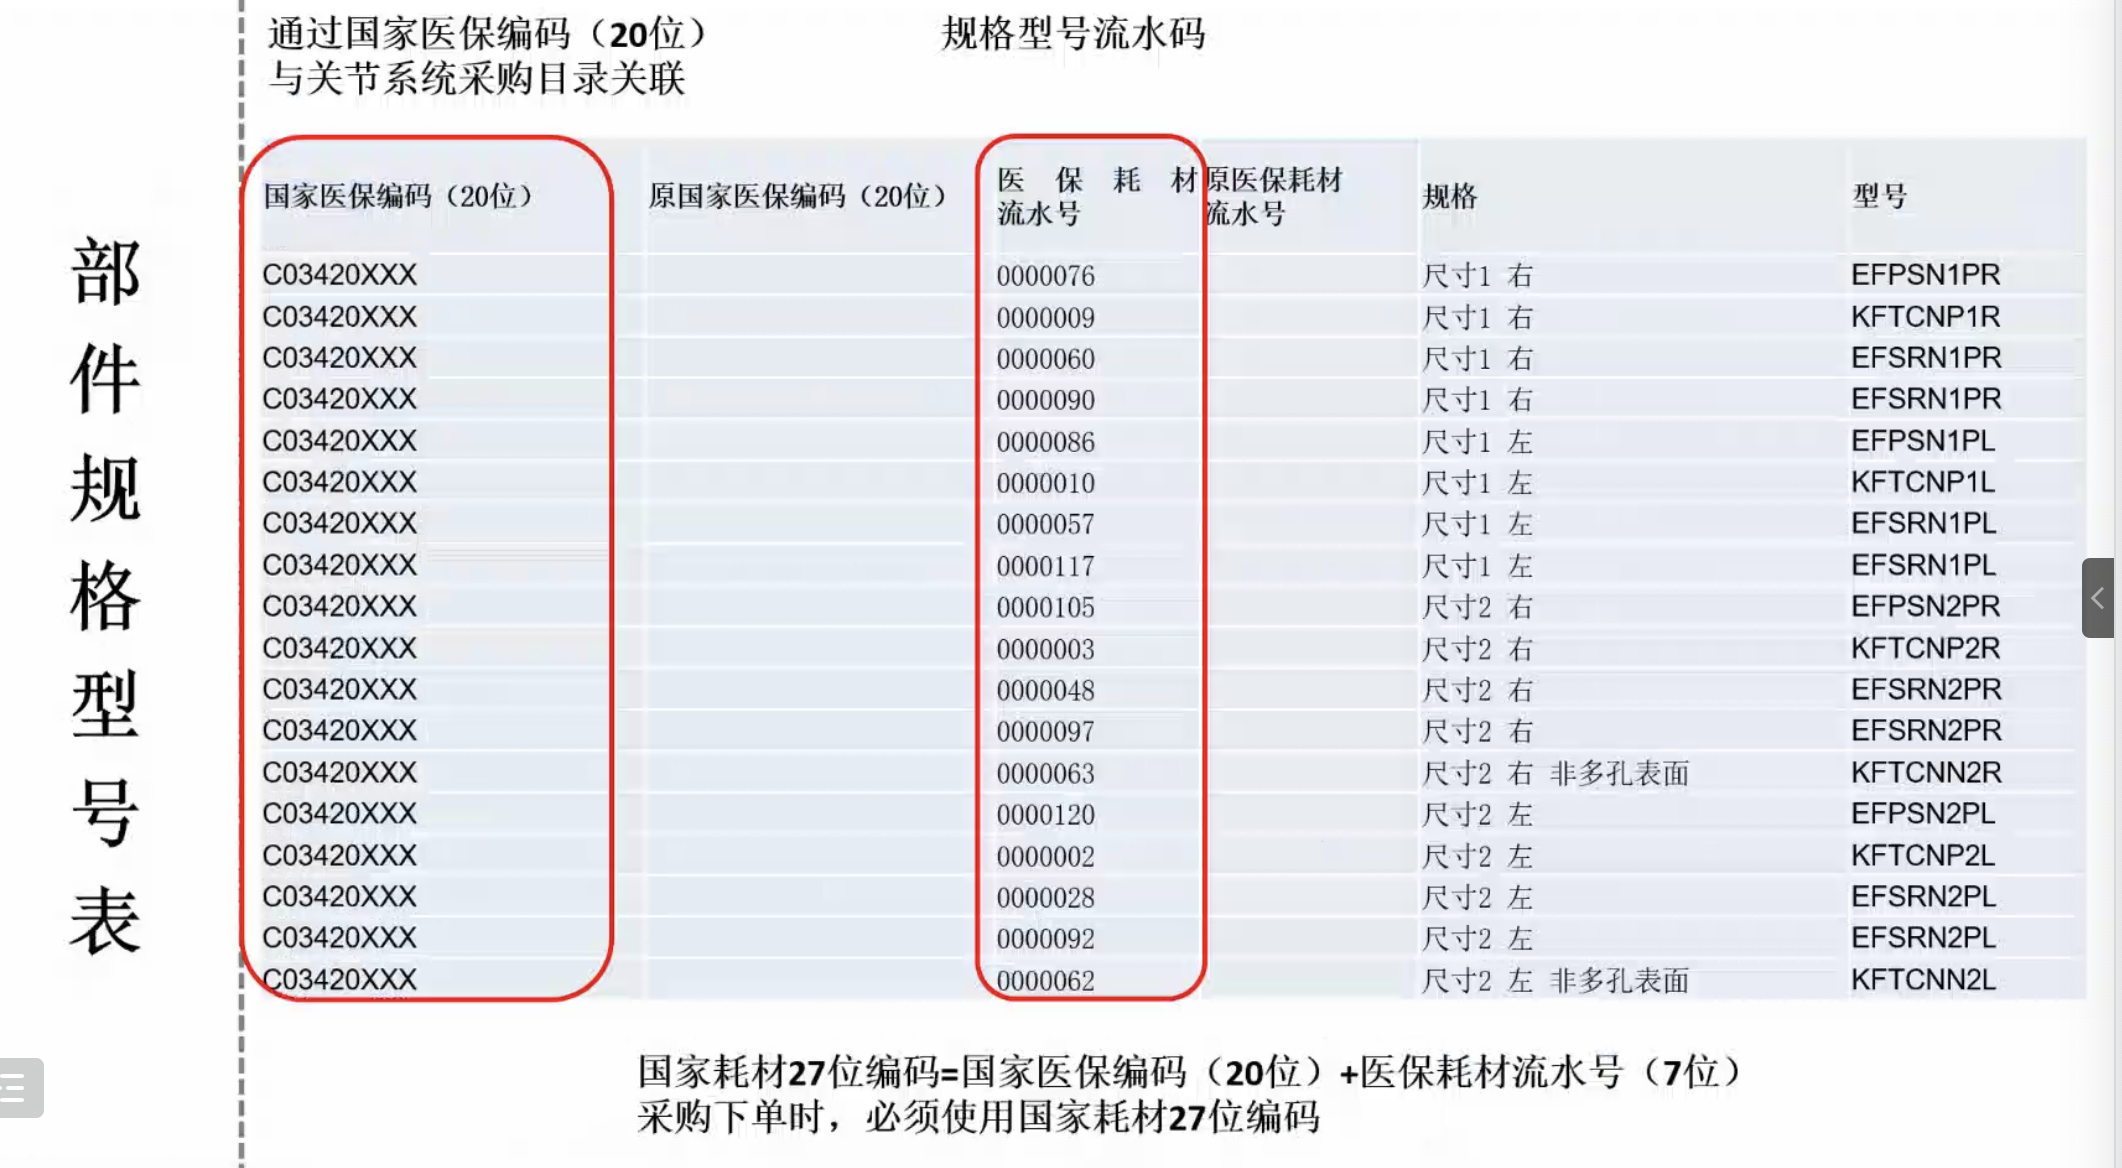 通过国家医保编码（20位）
与关节系统采购目录关联
规格型号流水码
部件规格型号表
国家医保编码（20位） 原国家医保编码（20位） 医保耗材流水号 原医保耗材流水号 规格 型号
C03420XXX 0000076 尺寸1 右 EFPSN1PR
C03420XXX 0000009 尺寸1 右 KFTCNP1R
C03420XXX 0000060 尺寸1 右 EFSRN1PR
C03420XXX 0000090 尺寸1 右 EFSRN1PR
C03420XXX 0000086 尺寸1 左 EFPSN1PL
C03420XXX 0000010 尺寸1 左 KFTCNP1L
C03420XXX 0000057 尺寸1 左 EFSRN1PL
C03420XXX 0000117 尺寸1 左 EFSRN1PL
C03420XXX 0000105 尺寸2 右 EFPSN2PR
C03420XXX 0000003 尺寸2 右 KFTCNP2R
C03420XXX 0000048 尺寸2 右 EFSRN2PR
C03420XXX 0000097 尺寸2 右 EFSRN2PR
C03420XXX 0000063 尺寸2 右 非多孔表面 KFTCNN2R
C03420XXX 0000120 尺寸2 左 EFPSN2PL
C03420XXX 0000002 尺寸2 左 KFTCNP2L
C03420XXX 0000028 尺寸2 左 EFSRN2PL
C03420XXX 0000092 尺寸2 左 EFSRN2PL
C03420XXX 0000062 尺寸2 左 非多孔表面 KFTCNN2L
国家耗材27位编码=国家医保编码（20位）+医保耗材流水号（7位）
采购下单时，必须使用国家耗材27位编码